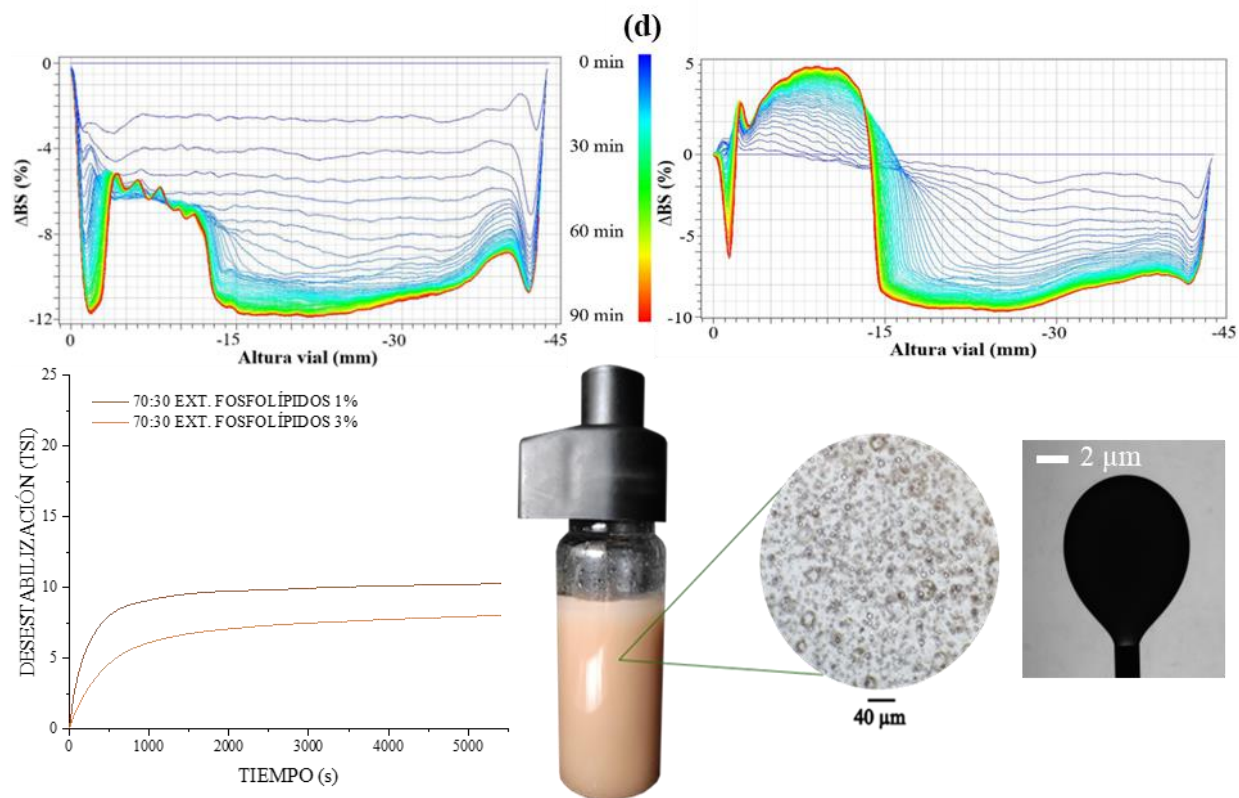 (d)
0
-4
-6
-8
-12
ΔBS (%)
-15
-30
-45
Altura vial (mm)
0 min
30 min
60 min
90 min
5
0
-5
-10
ΔBS (%)
0
-15
-30
-45
Altura vial (mm)
25
20
15
10
5
0
DESESTABILIZACIÓN (TSI)
70:30 EXT. FOSFOLÍPIDOS 1%
70:30 EXT. FOSFOLÍPIDOS 3%
0
1000
2000
3000
4000
5000
TIEMPO (s)
40 µm
2 µm